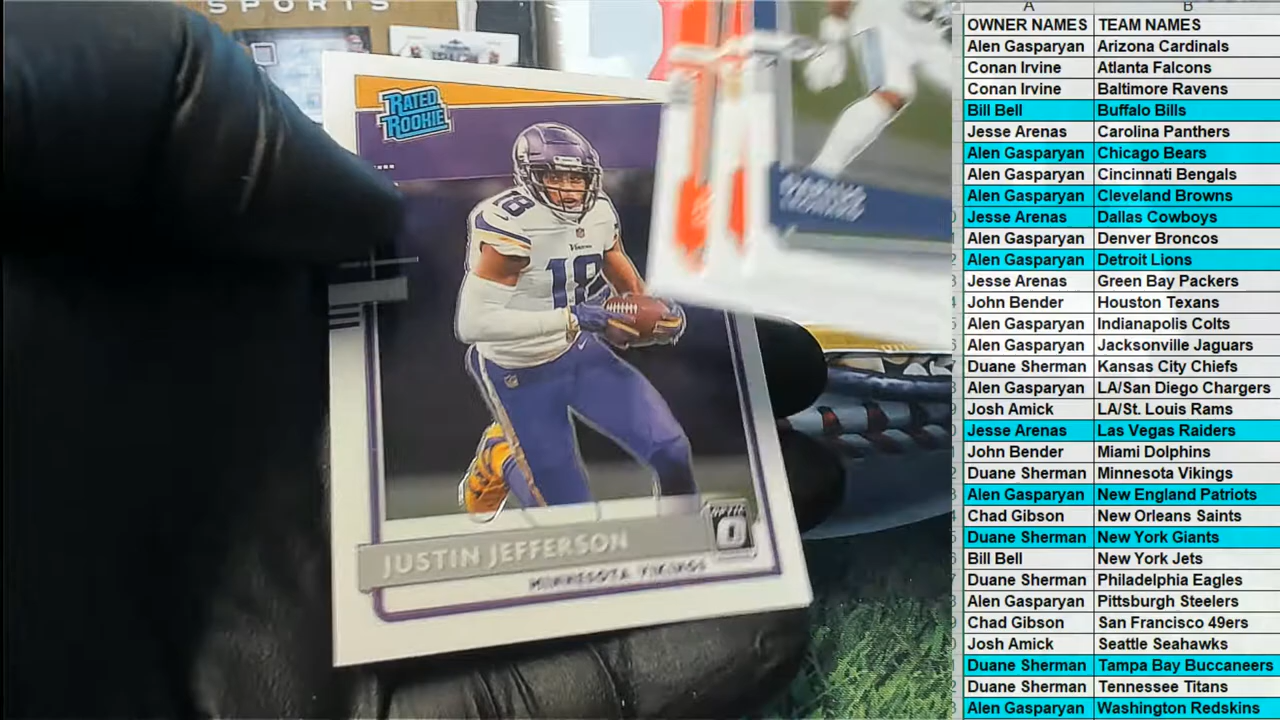 SPORTS
RATED
ROOKIE
18
Vikings
18
JUSTIN JEFFERSON
MINNESOTA VIKINGS
A B
OWNER NAMES TEAM NAMES
Alen Gasparyan Arizona Cardinals
Conan Irvine Atlanta Falcons
Conan Irvine Baltimore Ravens
Bill Bell Buffalo Bills
Jesse Arenas Carolina Panthers
Alen Gasparyan Chicago Bears
Alen Gasparyan Cincinnati Bengals
Alen Gasparyan Cleveland Browns
Jesse Arenas Dallas Cowboys
Alen Gasparyan Denver Broncos
Alen Gasparyan Detroit Lions
Jesse Arenas Green Bay Packers
John Bender Houston Texans
Alen Gasparyan Indianapolis Colts
Alen Gasparyan Jacksonville Jaguars
Duane Sherman Kansas City Chiefs
Alen Gasparyan LA/San Diego Chargers
Josh Amick LA/St. Louis Rams
Jesse Arenas Las Vegas Raiders
John Bender Miami Dolphins
Duane Sherman Minnesota Vikings
Alen Gasparyan New England Patriots
Chad Gibson New Orleans Saints
Duane Sherman New York Giants
Bill Bell New York Jets
Duane Sherman Philadelphia Eagles
Alen Gasparyan Pittsburgh Steelers
Chad Gibson San Francisco 49ers
Josh Amick Seattle Seahawks
Duane Sherman Tampa Bay Buccaneers
Duane Sherman Tennessee Titans
Alen Gasparyan Washington Redskins